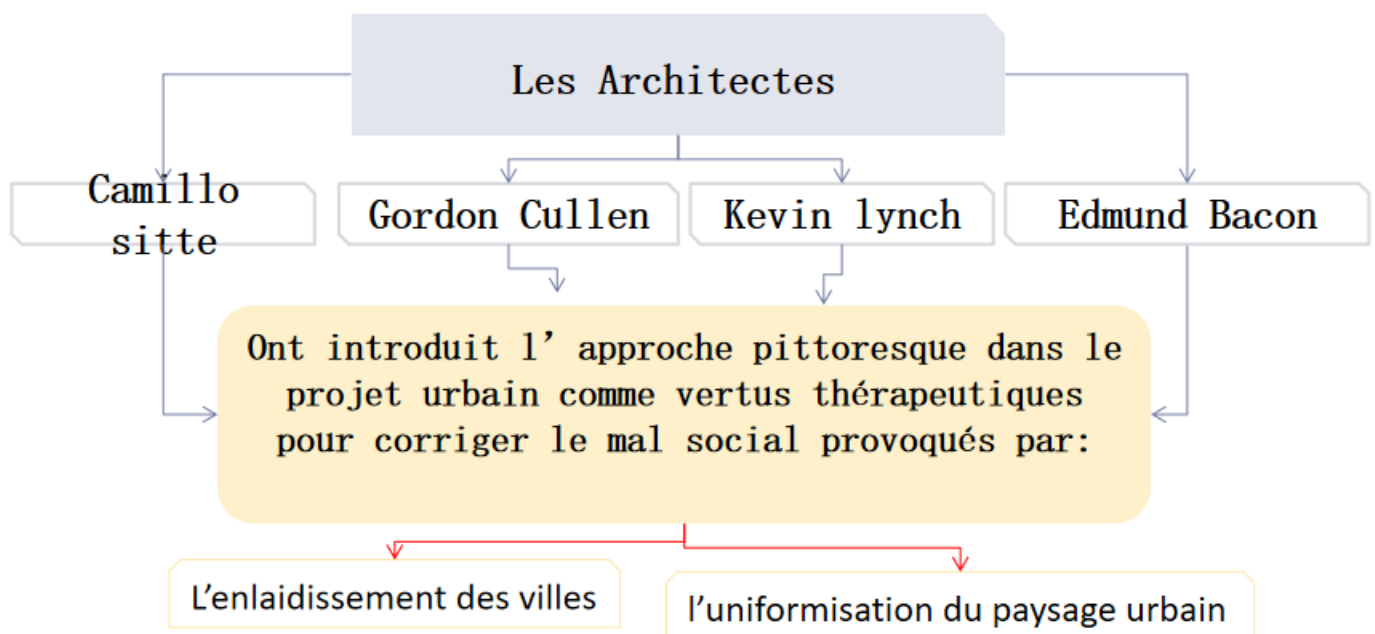 Les Architectes
Camillo
sitte
Gordon Cullen
Kevin lynch
Edmund Bacon
Ont introduit l’ approche pittoresque dans le
projet urbain comme vertus thérapeutiques
pour corriger le mal social provoqués par:
L’enlaidissement des villes
l’uniformisation du paysage urbain